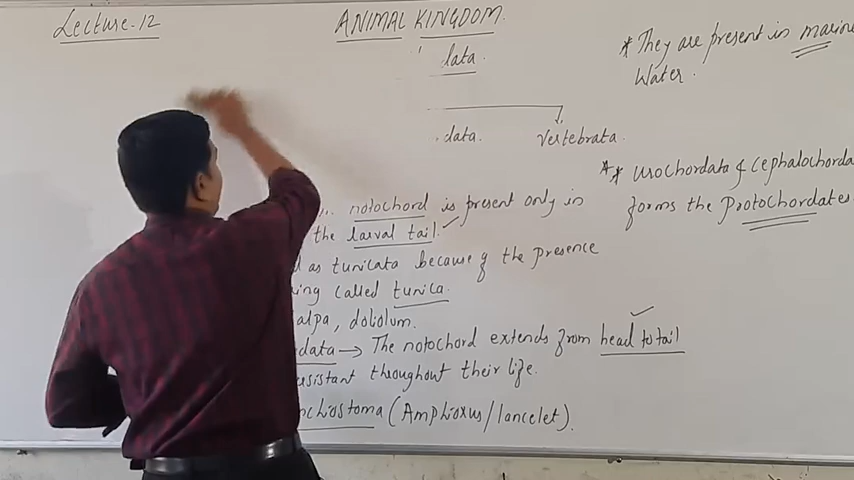 Lecture-12
ANIMAL KINGDOM.
data.
data. Vertebrata.
* They are present in marine
Water.
** Urochordata & Cephalochorda
forms the Protochordates
notochord is present only in
the larval tail
d as tunicata because of the presence
ing called tunica.
alpa, doliolum.
data → The notochord extends from head to tail
rsistant throughout their life.
nchiostoma (Amphioxus/lancelet).